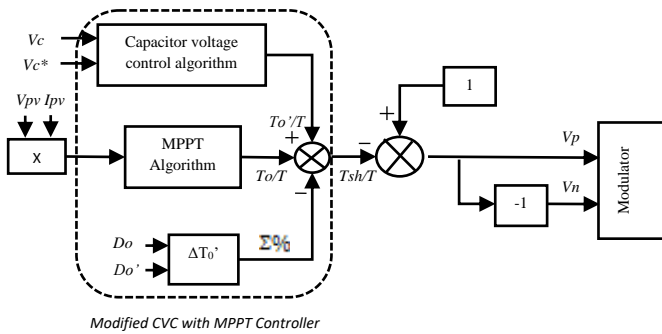 Vc
Vc*
Capacitor voltage
control algorithm
1
Vpv Ipv
To'/T
+
+
−
X
MPPT
Algorithm
To/T
Tsh/T
−
Vp
Vn
-1
Modulator
Do
Do'
ΔT₀'
Σ%
Modified CVC with MPPT Controller